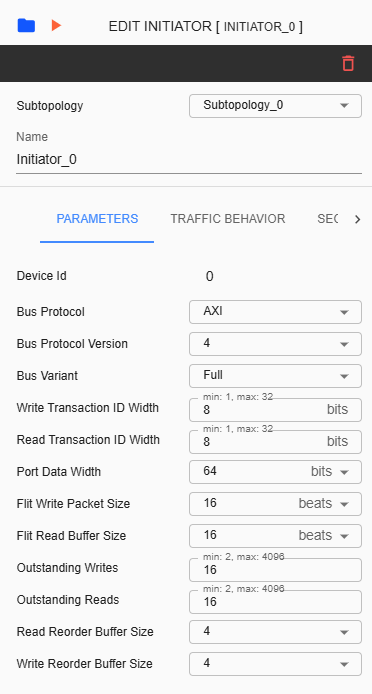 EDIT INITIATOR [ INITIATOR_0 ]
Subtopology Subtopology_0
Name
Initiator_0
PARAMETERS TRAFFIC BEHAVIOR SEC
Device Id 0
Bus Protocol AXI
Bus Protocol Version 4
Bus Variant Full
min: 1, max: 32
Write Transaction ID Width 8 bits
min: 1, max: 32
Read Transaction ID Width 8 bits
Port Data Width 64 bits
Flit Write Packet Size 16 beats
Flit Read Buffer Size 16 beats
min: 2, max: 4096
Outstanding Writes 16
min: 2, max: 4096
Outstanding Reads 16
Read Reorder Buffer Size 4
Write Reorder Buffer Size 4